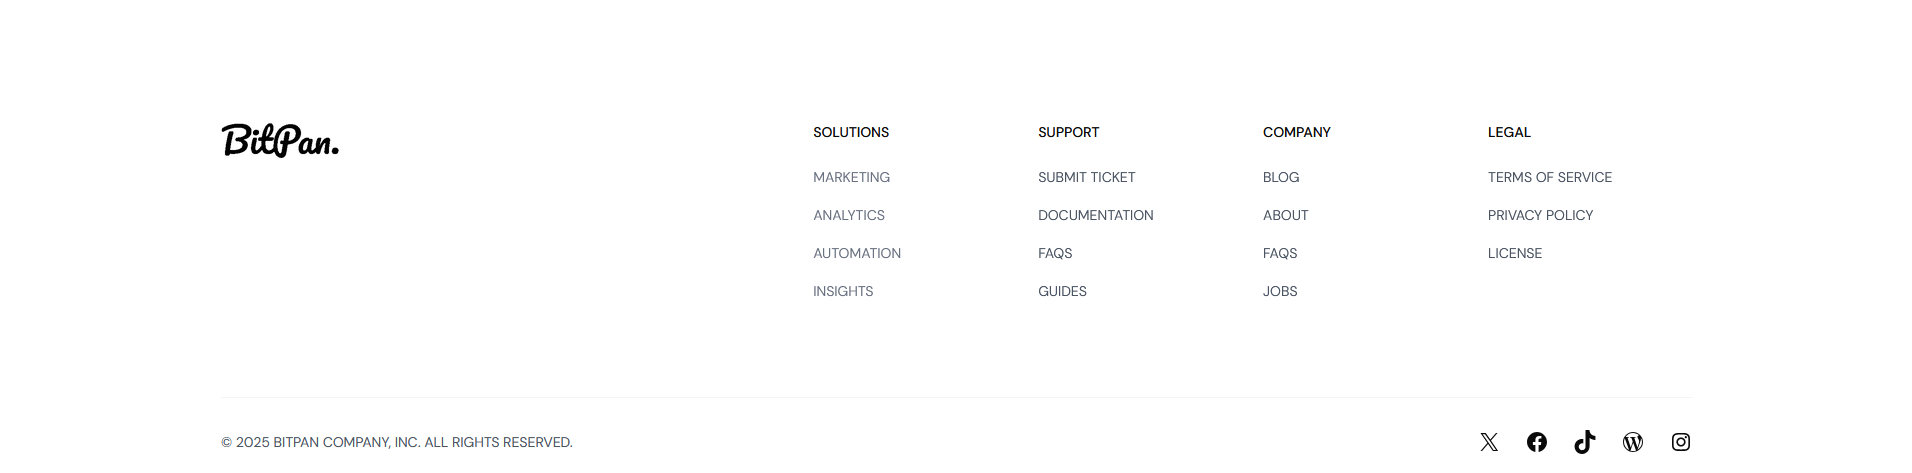 BitPan.
SOLUTIONS
MARKETING
ANALYTICS
AUTOMATION
INSIGHTS
SUPPORT
SUBMIT TICKET
DOCUMENTATION
FAQS
GUIDES
COMPANY
BLOG
ABOUT
FAQS
JOBS
LEGAL
TERMS OF SERVICE
PRIVACY POLICY
LICENSE
© 2025 BITPAN COMPANY, INC. ALL RIGHTS RESERVED.